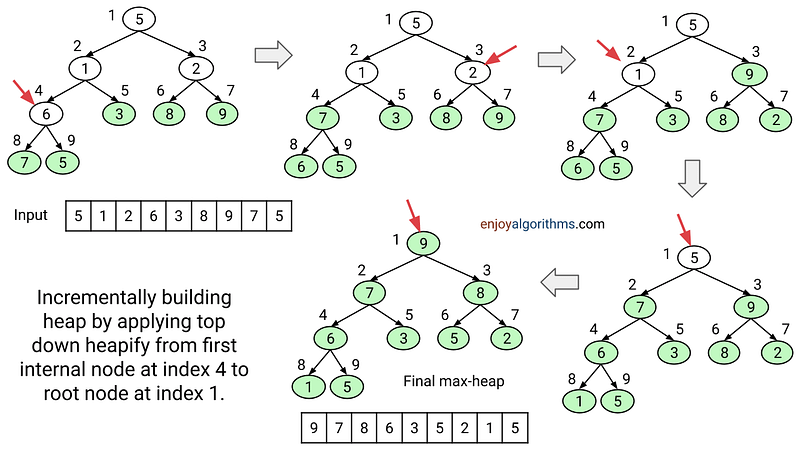 1 5
2 3
1 2
4 5 6 7
6 3 8 9
8 9
7 5
1 5
2 3
1 2
4 5 6 7
7 3 8 9
8 9
6 5
1 5
2 3
1 9
4 5 6 7
7 3 8 2
8 9
6 5
Input 5 1 2 6 3 8 9 7 5
enjoyalgorithms.com
1 9
2 3
7 8
4 5 6 7
6 3 5 2
8 9
1 5
1 5
2 3
7 9
4 5 6 7
6 3 8 2
8 9
1 5
Incrementally building
heap by applying top
down heapify from first
internal node at index 4 to
root node at index 1.
Final max-heap
9 7 8 6 3 5 2 1 5